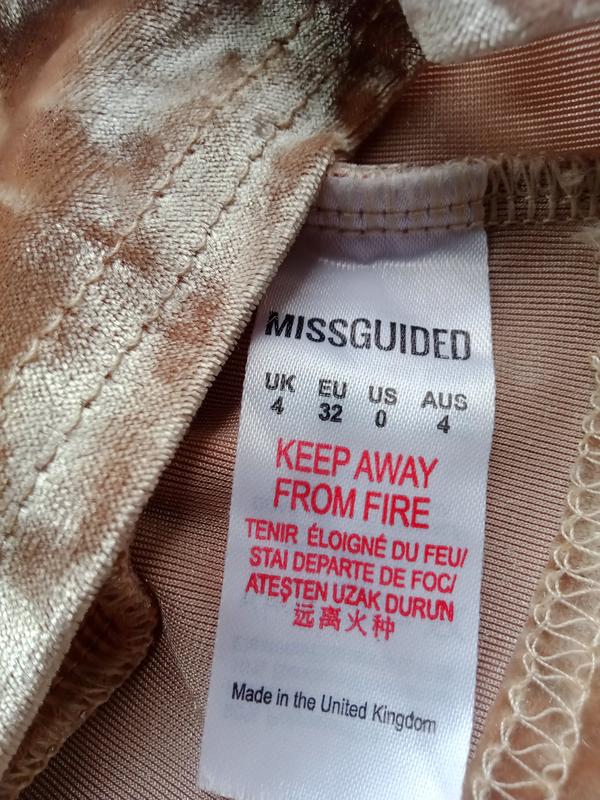 MISSGUIDED
UK EU US AUS
4 32 0 4
KEEP AWAY
FROM FIRE
TENIR ÉLOIGNÉ DU FEU/
STAI DEPARTE DE FOC/
ATEŞTEN UZAK DURUN
远离火种
Made in the United Kingdom